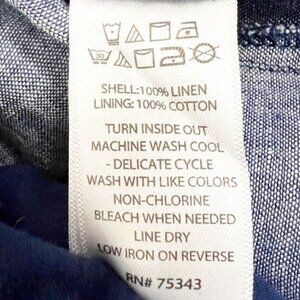 SHELL:100% LINEN
LINING: 100% COTTON
TURN INSIDE OUT
MACHINE WASH COOL
- DELICATE CYCLE
WASH WITH LIKE COLORS
NON-CHLORINE
BLEACH WHEN NEEDED
LINE DRY
LOW IRON ON REVERSE
RN# 75343